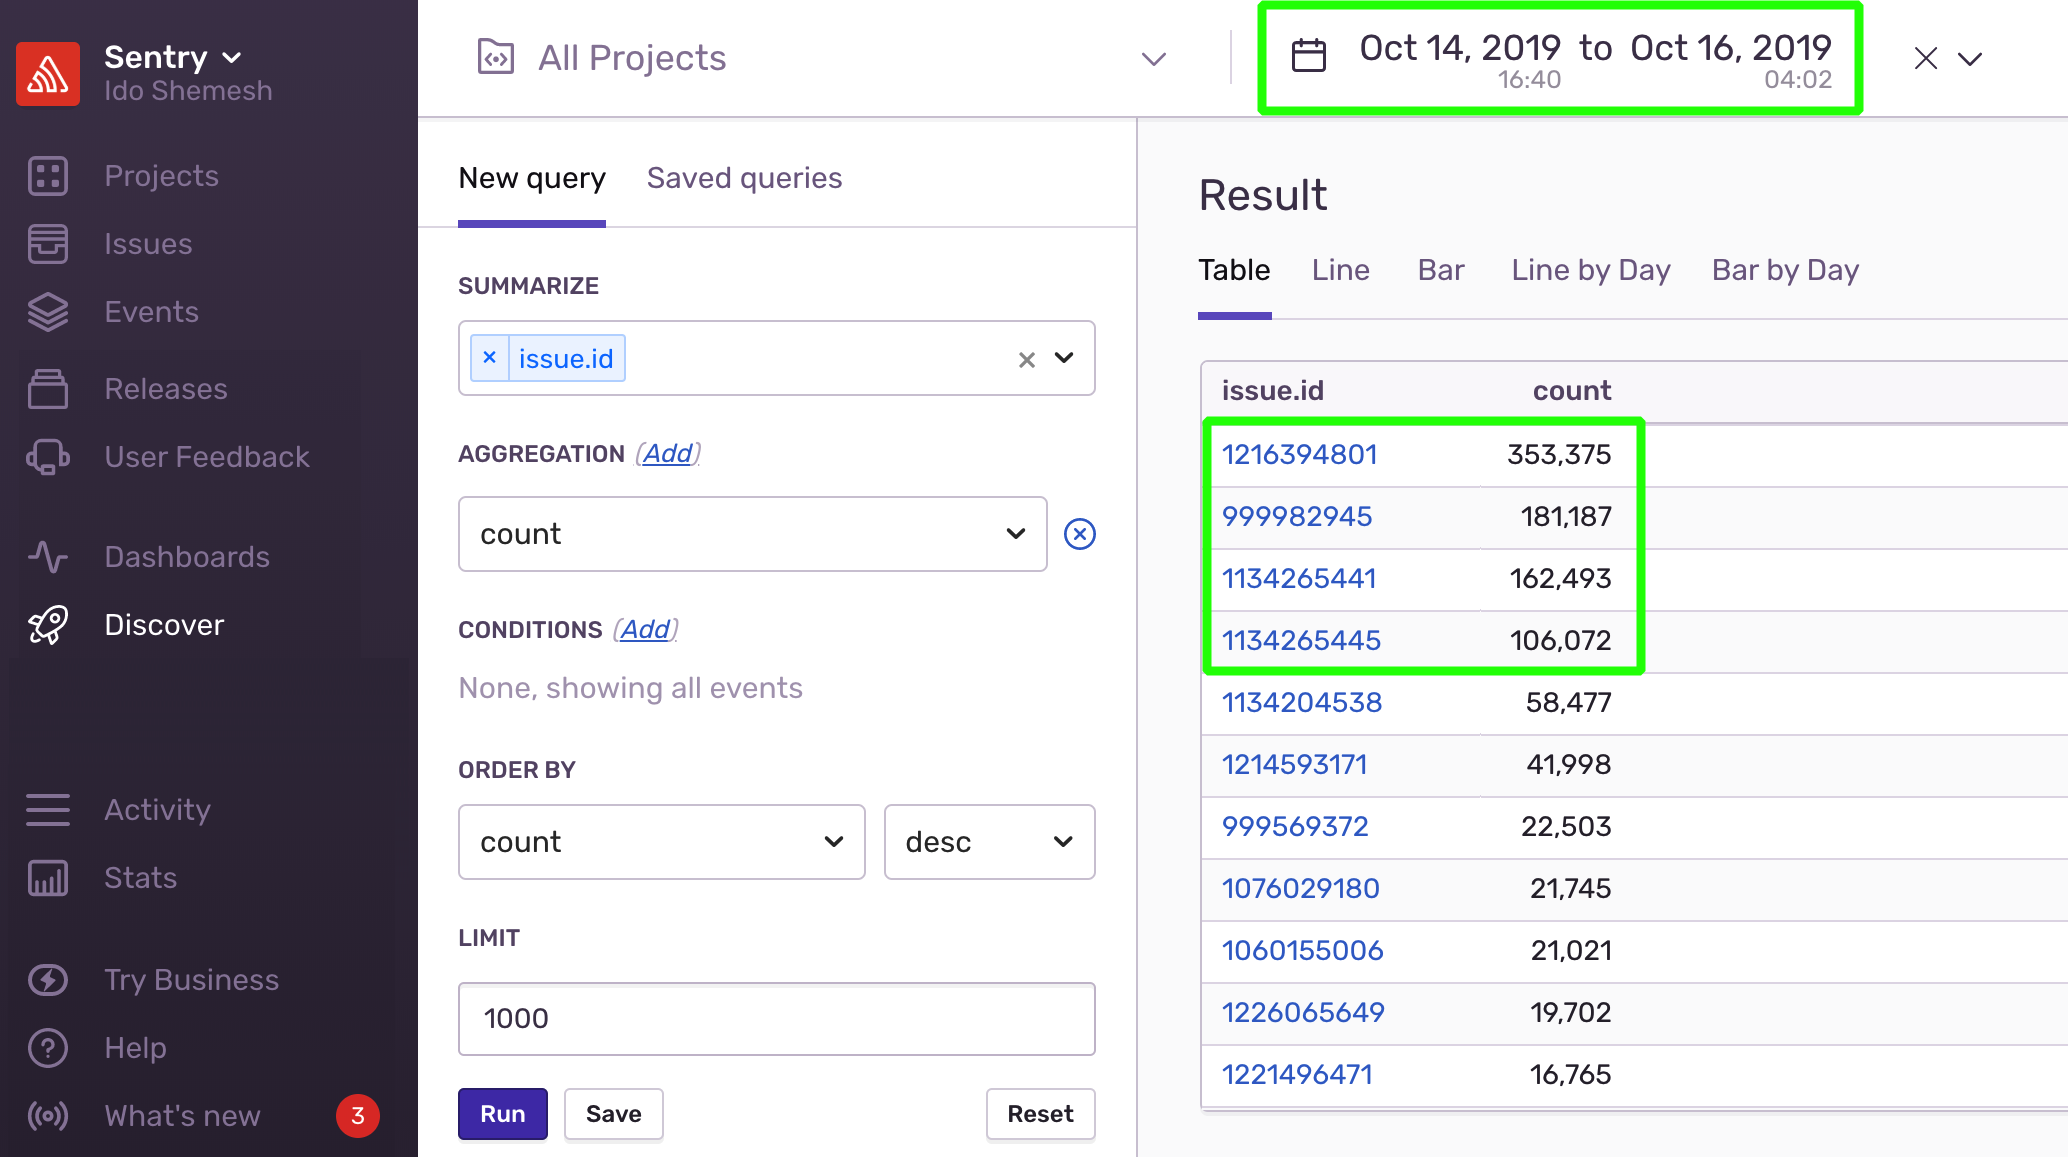 Sentry
Ido Shemesh
Projects
Issues
Events
Releases
User Feedback
Dashboards
Discover
Activity
Stats
Try Business
Help
What's new 3
All Projects
Oct 14, 2019 to Oct 16, 2019
16:40 04:02
New query Saved queries
SUMMARIZE
× issue.id
AGGREGATION (Add)
count
CONDITIONS (Add)
None, showing all events
ORDER BY
count desc
LIMIT
1000
Run Save Reset
Result
Table Line Bar Line by Day Bar by Day
issue.id count
1216394801 353,375
999982945 181,187
1134265441 162,493
1134265445 106,072
1134204538 58,477
1214593171 41,998
999569372 22,503
1076029180 21,745
1060155006 21,021
1226065649 19,702
1221496471 16,765